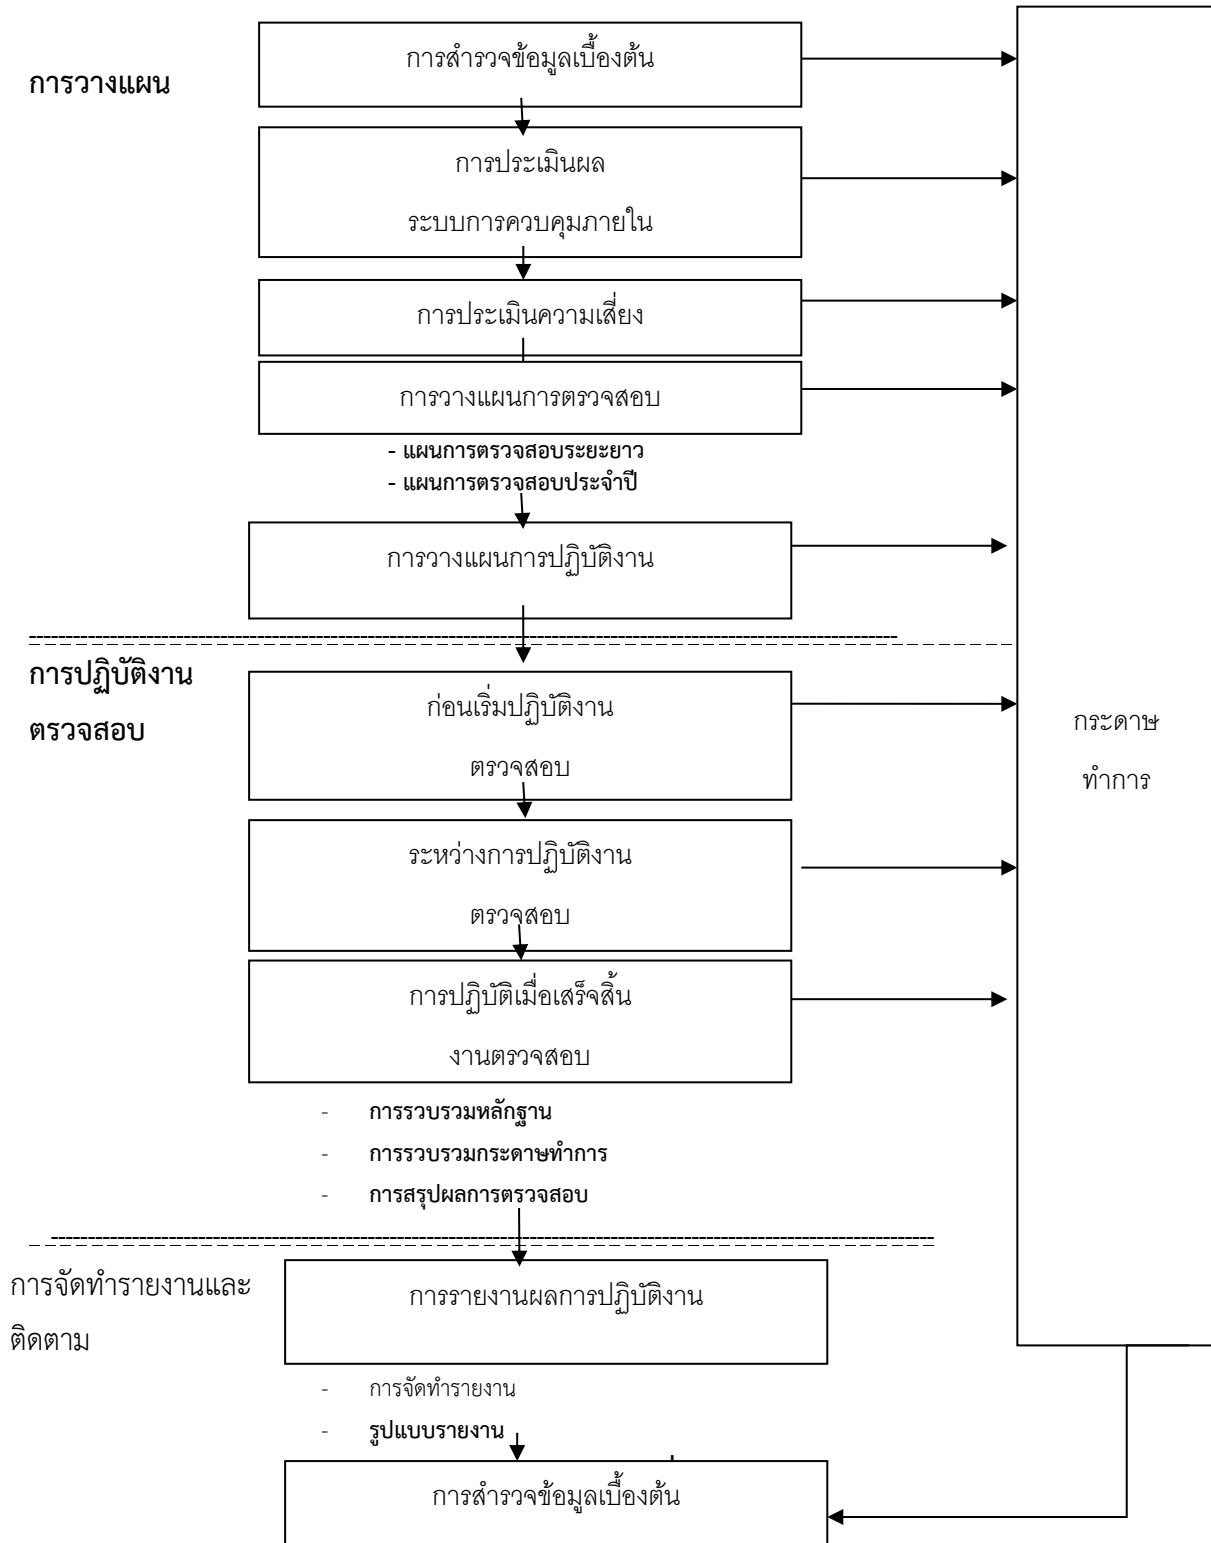 การสำรวจข้อมูลเบื้องต้น
การวางแผน
การประเมินผล
ระบบการควบคุมภายใน
การประเมินความเสี่ยง
การวางแผนการตรวจสอบ
- แผนการตรวจสอบระยะยาว
- แผนการตรวจสอบประจำปี
การวางแผนการปฏิบัติงาน
การปฏิบัติงาน
ตรวจสอบ
ก่อนเริ่มปฏิบัติงาน
ตรวจสอบ
กระดาษ
ทำการ
ระหว่างการปฏิบัติงาน
ตรวจสอบ
การปฏิบัติเมื่อเสร็จสิ้น
งานตรวจสอบ
- การรวบรวมหลักฐาน
- การรวบรวมกระดาษทำการ
- การสรุปผลการตรวจสอบ
การจัดทำรายงานและ
ติดตาม
การรายงานผลการปฏิบัติงาน
- การจัดทำรายงาน
- รูปแบบรายงาน
การสำรวจข้อมูลเบื้องต้น